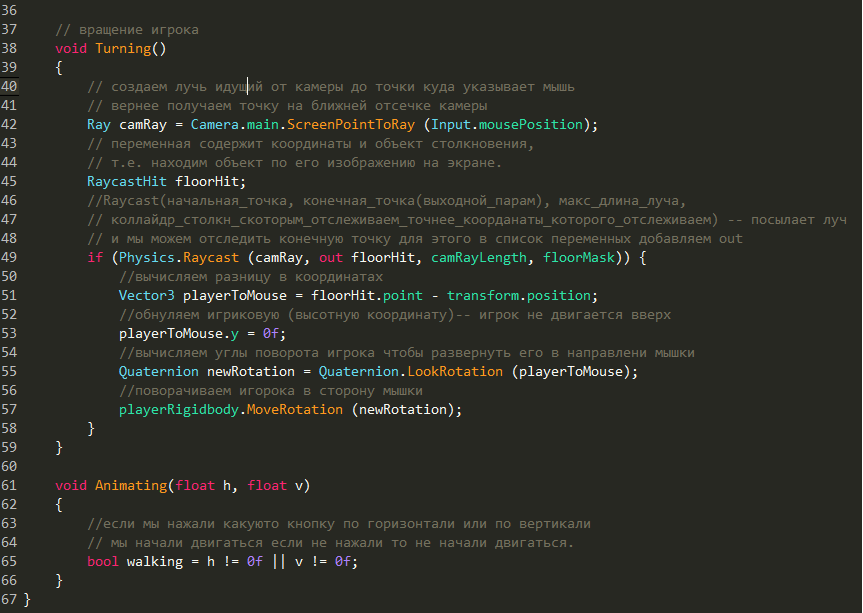 36
37 // вращение игрока
38 void Turning()
39 {
40 // создаем лучь идущий от камеры до точки куда указывает мышь
41 // вернее получаем точку на ближней отсечке камеры
42 Ray camRay = Camera.main.ScreenPointToRay (Input.mousePosition);
43 // переменная содержит координаты и объект столкновения,
44 // т.е. находим объект по его изображению на экране.
45 RaycastHit floorHit;
46 //Raycast(начальная_точка, конечная_точка(выходной_парам), макс_длина_луча,
47 // коллайдр_столкн_скоторым_отслеживаем_точнее_коорданаты_которого_отслеживаем) -- посылает луч
48 // и мы можем отследить конечную точку для этого в список переменных добавляем out
49 if (Physics.Raycast (camRay, out floorHit, camRayLength, floorMask)) {
50 //вычисляем разницу в координатах
51 Vector3 playerToMouse = floorHit.point - transform.position;
52 //обнуляем игриковую (высотную координату)-- игрок не двигается вверх
53 playerToMouse.y = 0f;
54 //вычисляем углы поворота игрока чтобы развернуть его в направлени мышки
55 Quaternion newRotation = Quaternion.LookRotation (playerToMouse);
56 //поворачиваем игорока в сторону мышки
57 playerRigidbody.MoveRotation (newRotation);
58 }
59 }
60
61 void Animating(float h, float v)
62 {
63 //если мы нажали какуюто кнопку по горизонтали или по вертикали
64 // мы начали двигаться если не нажали то не начали двигаться.
65 bool walking = h != 0f || v != 0f;
66 }
67 }